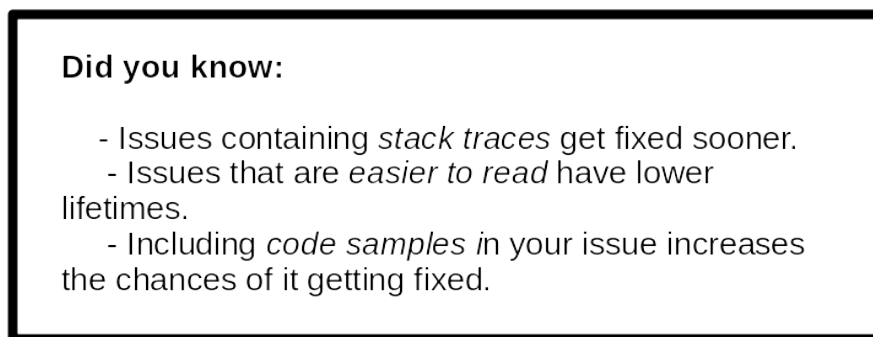 Did you know:
- Issues containing stack traces get fixed sooner.
- Issues that are easier to read have lower
lifetimes.
- Including code samples in your issue increases
the chances of it getting fixed.